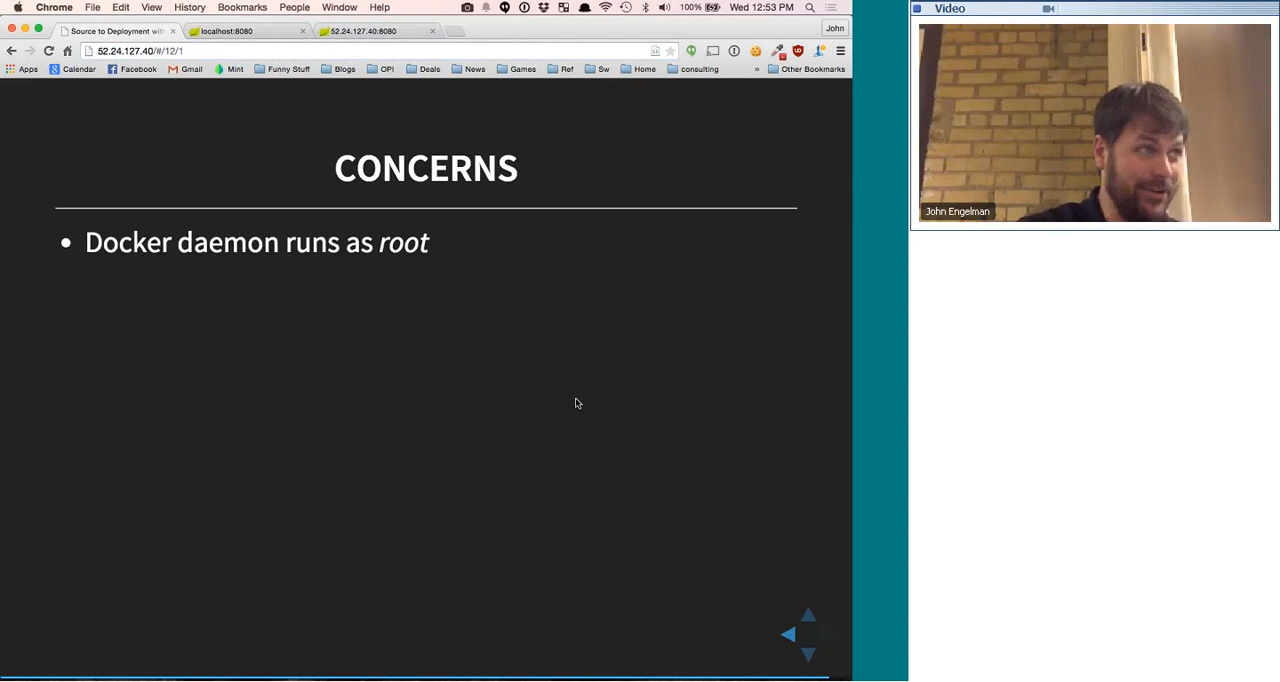 Chrome File Edit View History Bookmarks People Window Help 100% Wed 12:53 PM
Source to Deployment with localhost:8080 52.24.127.40:8080 John
52.24.127.40/#/12/1
Apps Calendar Facebook Gmail Mint Funny Stuff Blogs OPI Deals News Games Ref Sw Home consulting » Other Bookmarks
CONCERNS
• Docker daemon runs as root
Video
John Engelman